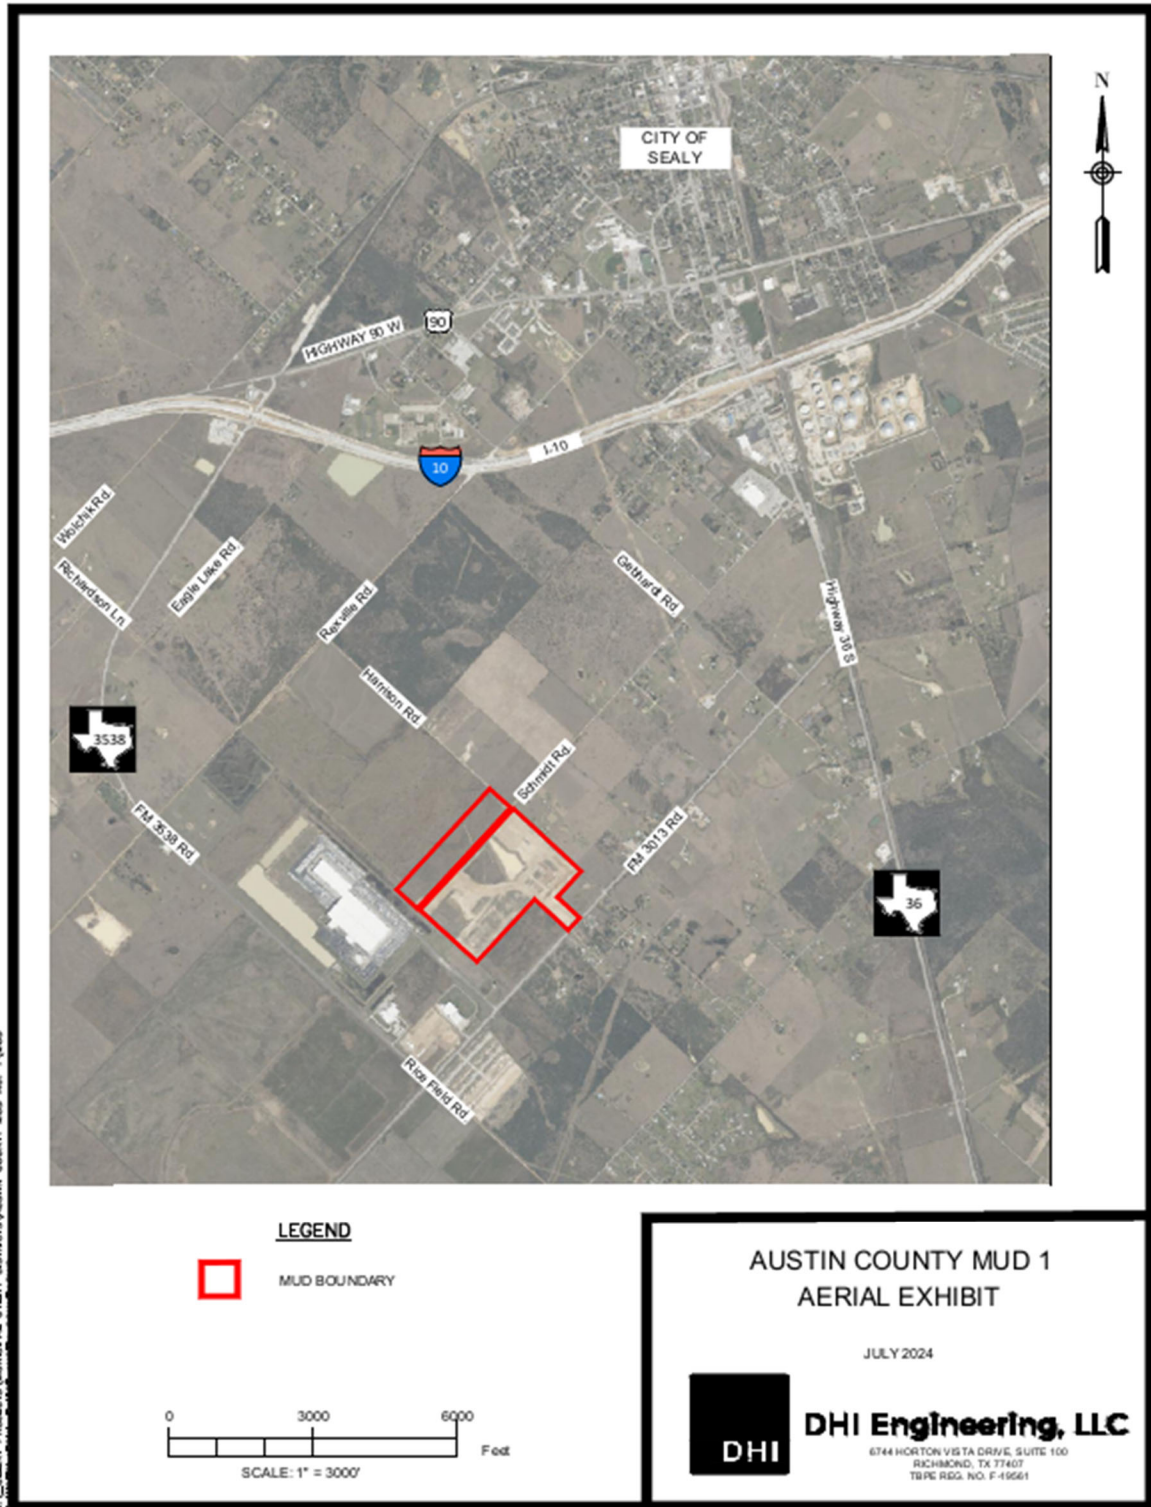 N
CITY OF
SEALY
90
HIGHWAY 90 W
I-10
10
Wolchik Rd.
Richardson Ln.
Eagle Lake Rd.
Rexville Rd.
Gebhardt Rd.
Highway 36 S
Harrison Rd.
3538
Schmidt Rd.
FM 3538 Rd.
FM 3013 Rd.
36
Rice Field Rd.
LEGEND
MUD BOUNDARY
0 3000 6000
Feet
SCALE: 1" = 3000'
AUSTIN COUNTY MUD 1
AERIAL EXHIBIT
JULY 2024
DHI
DHI Engineering, LLC
6744 HORTON VISTA DRIVE, SUITE 100
RICHMOND, TX 77407
TBPE REG. NO. F-19561